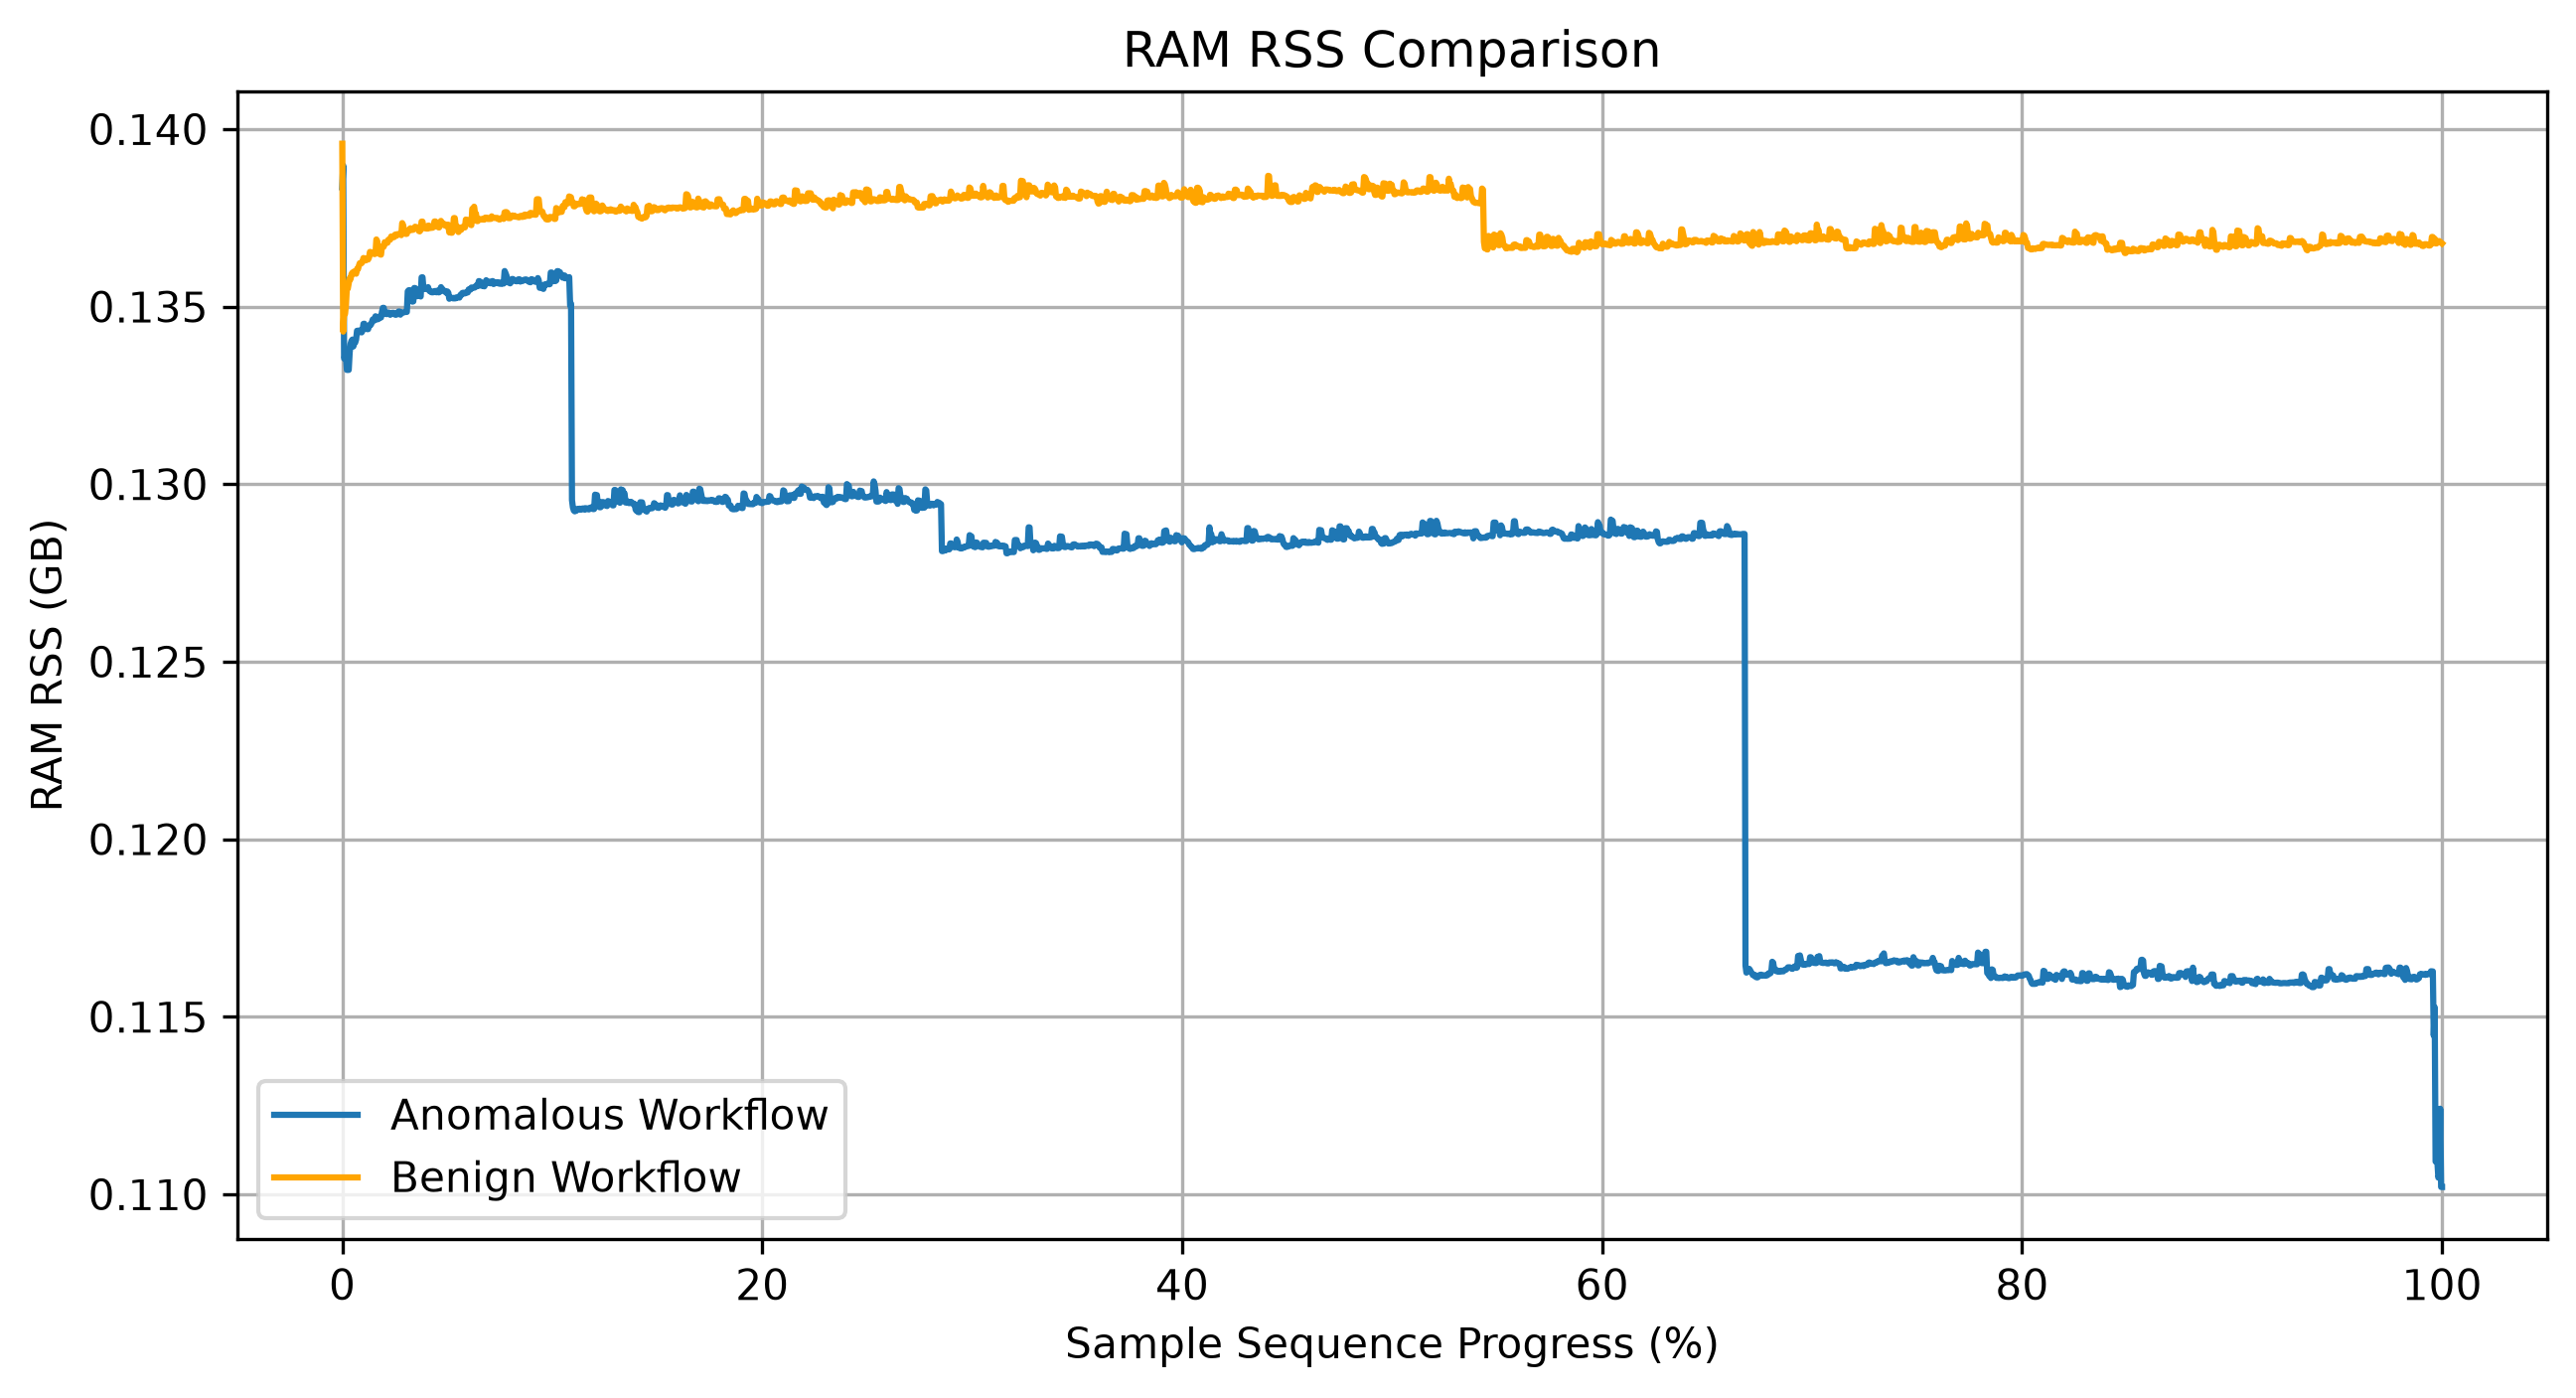 RAM RSS Comparison
RAM RSS (GB)
0.140
0.135
0.130
0.125
0.120
0.115
0.110
Anomalous Workflow
Benign Workflow
0 20 40 60 80 100
Sample Sequence Progress (%)